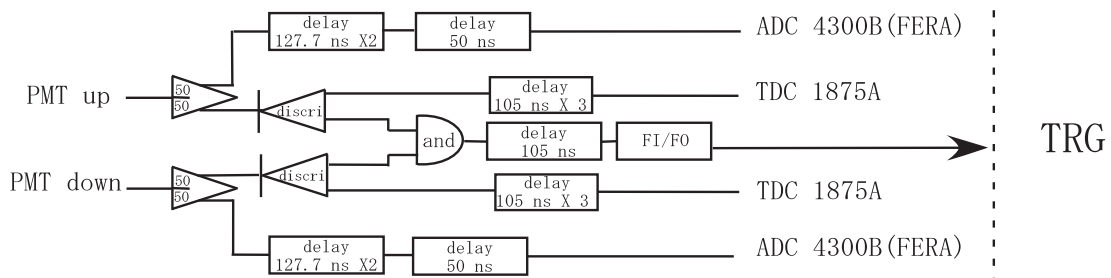 delay
127.7 ns X2
delay
50 ns
ADC 4300B(FERA)
PMT up
50
50
discri
delay
105 ns X 3
TDC 1875A
and
delay
105 ns
FI/FO
TRG
PMT down
50
50
discri
delay
105 ns X 3
TDC 1875A
delay
127.7 ns X2
delay
50 ns
ADC 4300B(FERA)